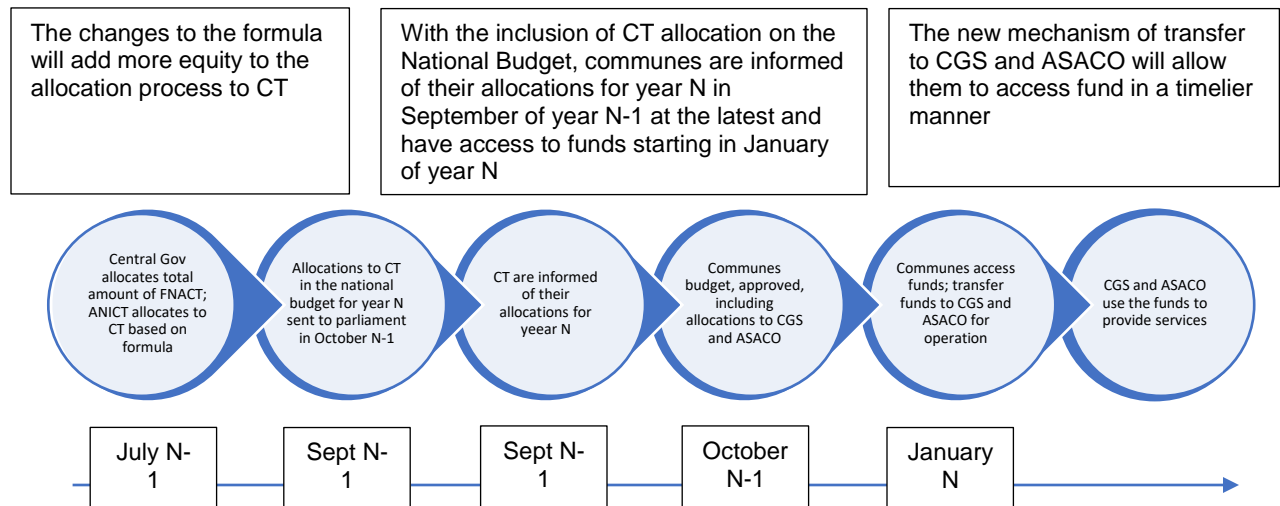 The changes to the formula
will add more equity to the
allocation process to CT
With the inclusion of CT allocation on the
National Budget, communes are informed
of their allocations for year N in
September of year N-1 at the latest and
have access to funds starting in January
of year N
The new mechanism of transfer
to CGS and ASACO will allow
them to access fund in a timelier
manner
Central Gov
allocates total
amount of FNACT;
ANICT allocates to
CT based on
formula
Allocations to CT
in the national
budget for year N
sent to parliament
in October N-1
CT are informed
of their
allocations for
yeear N
Communes
budget, approved,
including
allocations to CGS
and ASACO
Communes access
funds; transfer
funds to CGS and
ASACO for
operation
CGS and ASACO
use the funds to
provide services
July N-
1
Sept N-
1
Sept N-
1
October
N-1
January
N